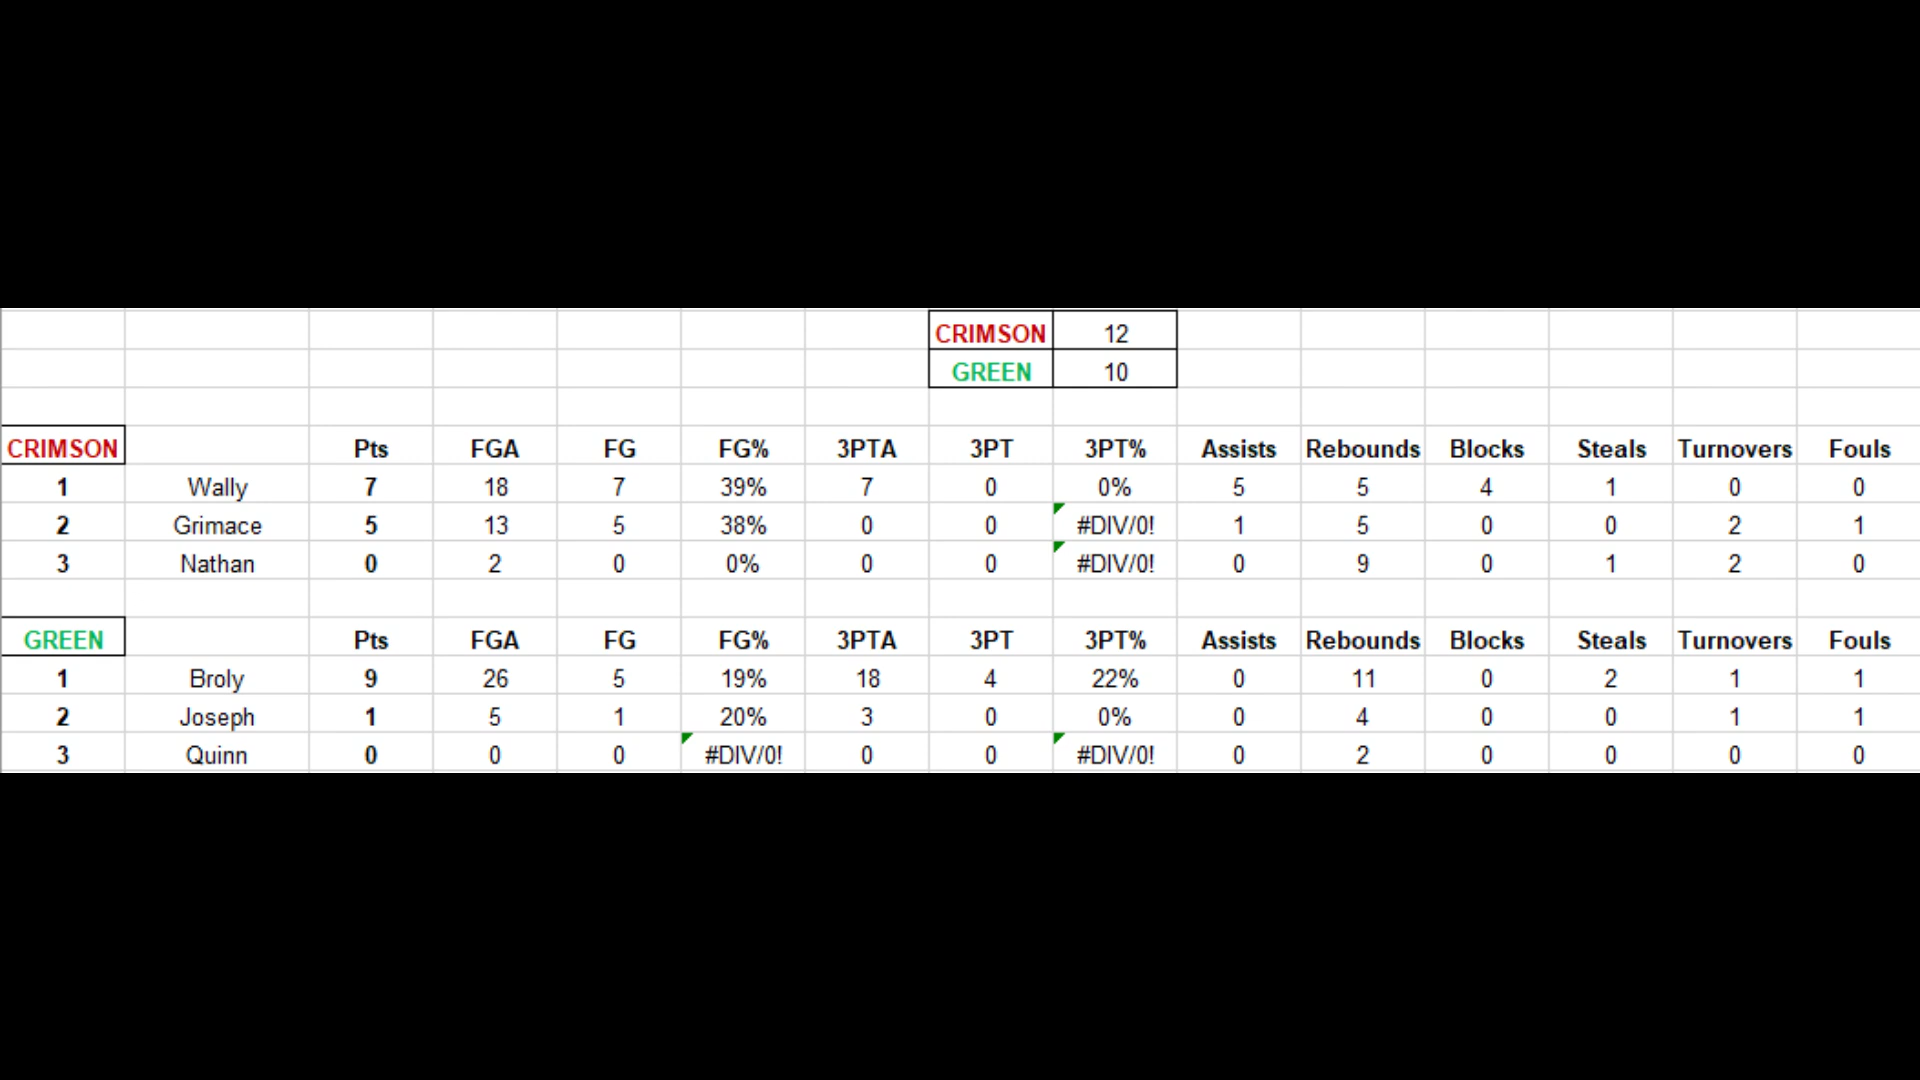 CRIMSON 12
GREEN 10
CRIMSON Pts FGA FG FG% 3PTA 3PT 3PT% Assists Rebounds Blocks Steals Turnovers Fouls
1 Wally 7 18 7 39% 7 0 0% 5 5 4 1 0 0
2 Grimace 5 13 5 38% 0 0 #DIV/0! 1 5 0 0 2 1
3 Nathan 0 2 0 0% 0 0 #DIV/0! 0 9 0 1 2 0
GREEN Pts FGA FG FG% 3PTA 3PT 3PT% Assists Rebounds Blocks Steals Turnovers Fouls
1 Broly 9 26 5 19% 18 4 22% 0 11 0 2 1 1
2 Joseph 1 5 1 20% 3 0 0% 0 4 0 0 1 1
3 Quinn 0 0 0 #DIV/0! 0 0 #DIV/0! 0 2 0 0 0 0